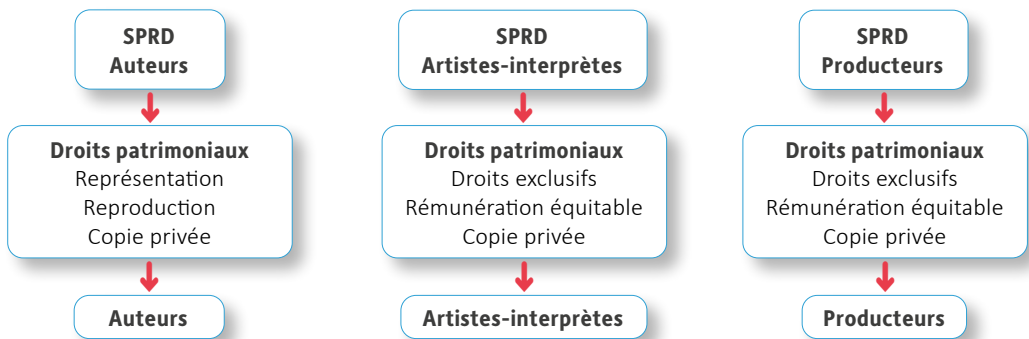 SPRD
Auteurs
Droits patrimoniaux
Représentation
Reproduction
Copie privée
Auteurs
SPRD
Artistes-interprètes
Droits patrimoniaux
Droits exclusifs
Rémunération équitable
Copie privée
Artistes-interprètes
SPRD
Producteurs
Droits patrimoniaux
Droits exclusifs
Rémunération équitable
Copie privée
Producteurs